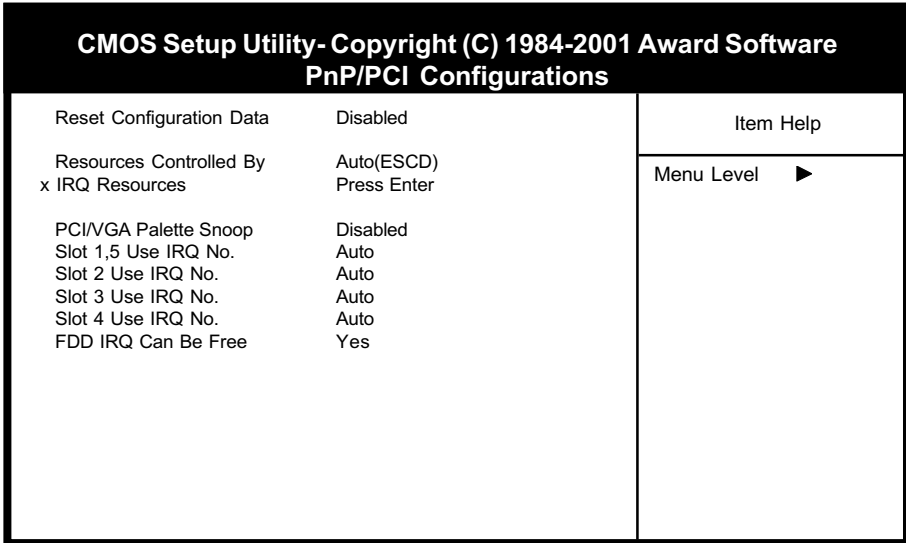 CMOS Setup Utility- Copyright (C) 1984-2001 Award Software
PnP/PCI Configurations
Reset Configuration Data Disabled
Resources Controlled By Auto(ESCD)
x IRQ Resources Press Enter
PCI/VGA Palette Snoop Disabled
Slot 1,5 Use IRQ No. Auto
Slot 2 Use IRQ No. Auto
Slot 3 Use IRQ No. Auto
Slot 4 Use IRQ No. Auto
FDD IRQ Can Be Free Yes
Item Help
Menu Level ►